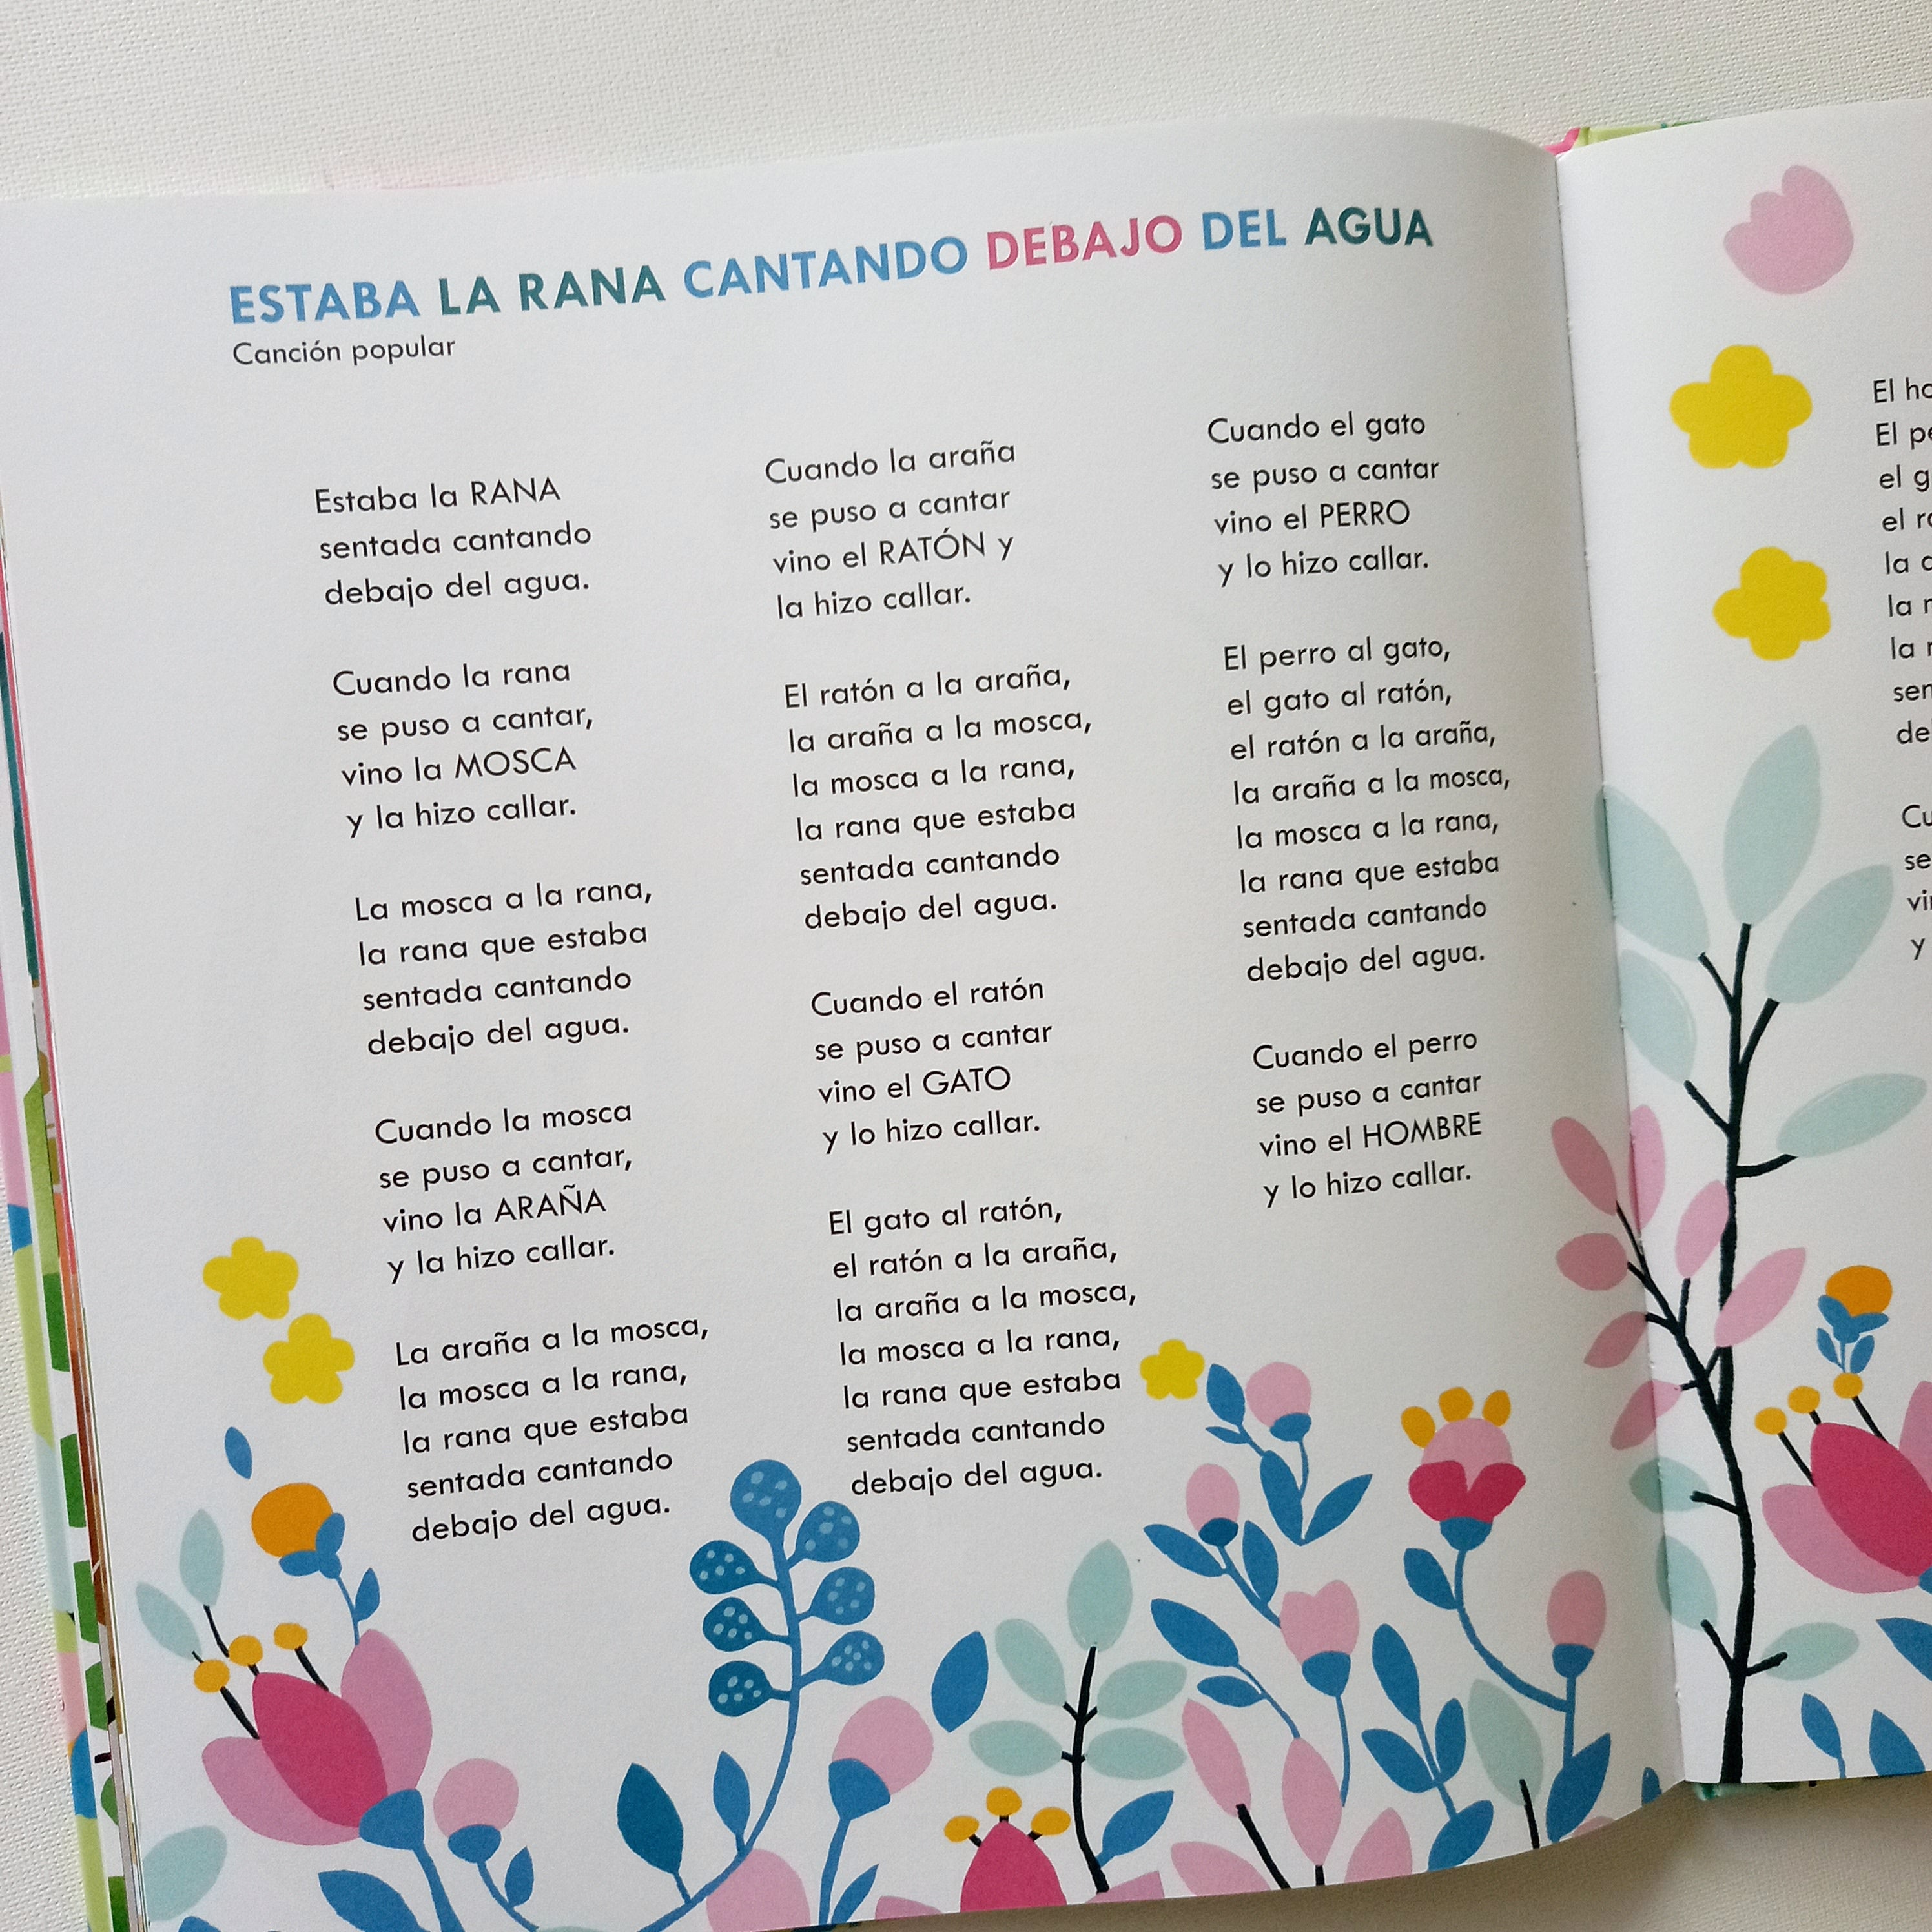 ESTABA LA RANA CANTANDO DEBAJO DEL AGUA
Canción popular
Estaba la RANA
sentada cantando
debajo del agua.
Cuando la rana
se puso a cantar,
vino la MOSCA
y la hizo callar.
La mosca a la rana,
la rana que estaba
sentada cantando
debajo del agua.
Cuando la mosca
se puso a cantar,
vino la ARAÑA
y la hizo callar.
La araña a la mosca,
la mosca a la rana,
la rana que estaba
sentada cantando
debajo del agua.
Cuando la araña
se puso a cantar
vino el RATÓN y
la hizo callar.
El ratón a la araña,
la araña a la mosca,
la mosca a la rana,
la rana que estaba
sentada cantando
debajo del agua.
Cuando el ratón
se puso a cantar
vino el GATO
y lo hizo callar.
El gato al ratón,
el ratón a la araña,
la araña a la mosca,
la mosca a la rana,
la rana que estaba
sentada cantando
debajo del agua.
Cuando el gato
se puso a cantar
vino el PERRO
y lo hizo callar.
El perro al gato,
el gato al ratón,
el ratón a la araña,
la araña a la mosca,
la mosca a la rana,
la rana que estaba
sentada cantando
debajo del agua.
Cuando el perro
se puso a cantar
vino el HOMBRE
y lo hizo callar.
El
El
el
el
la
la
la
se
y